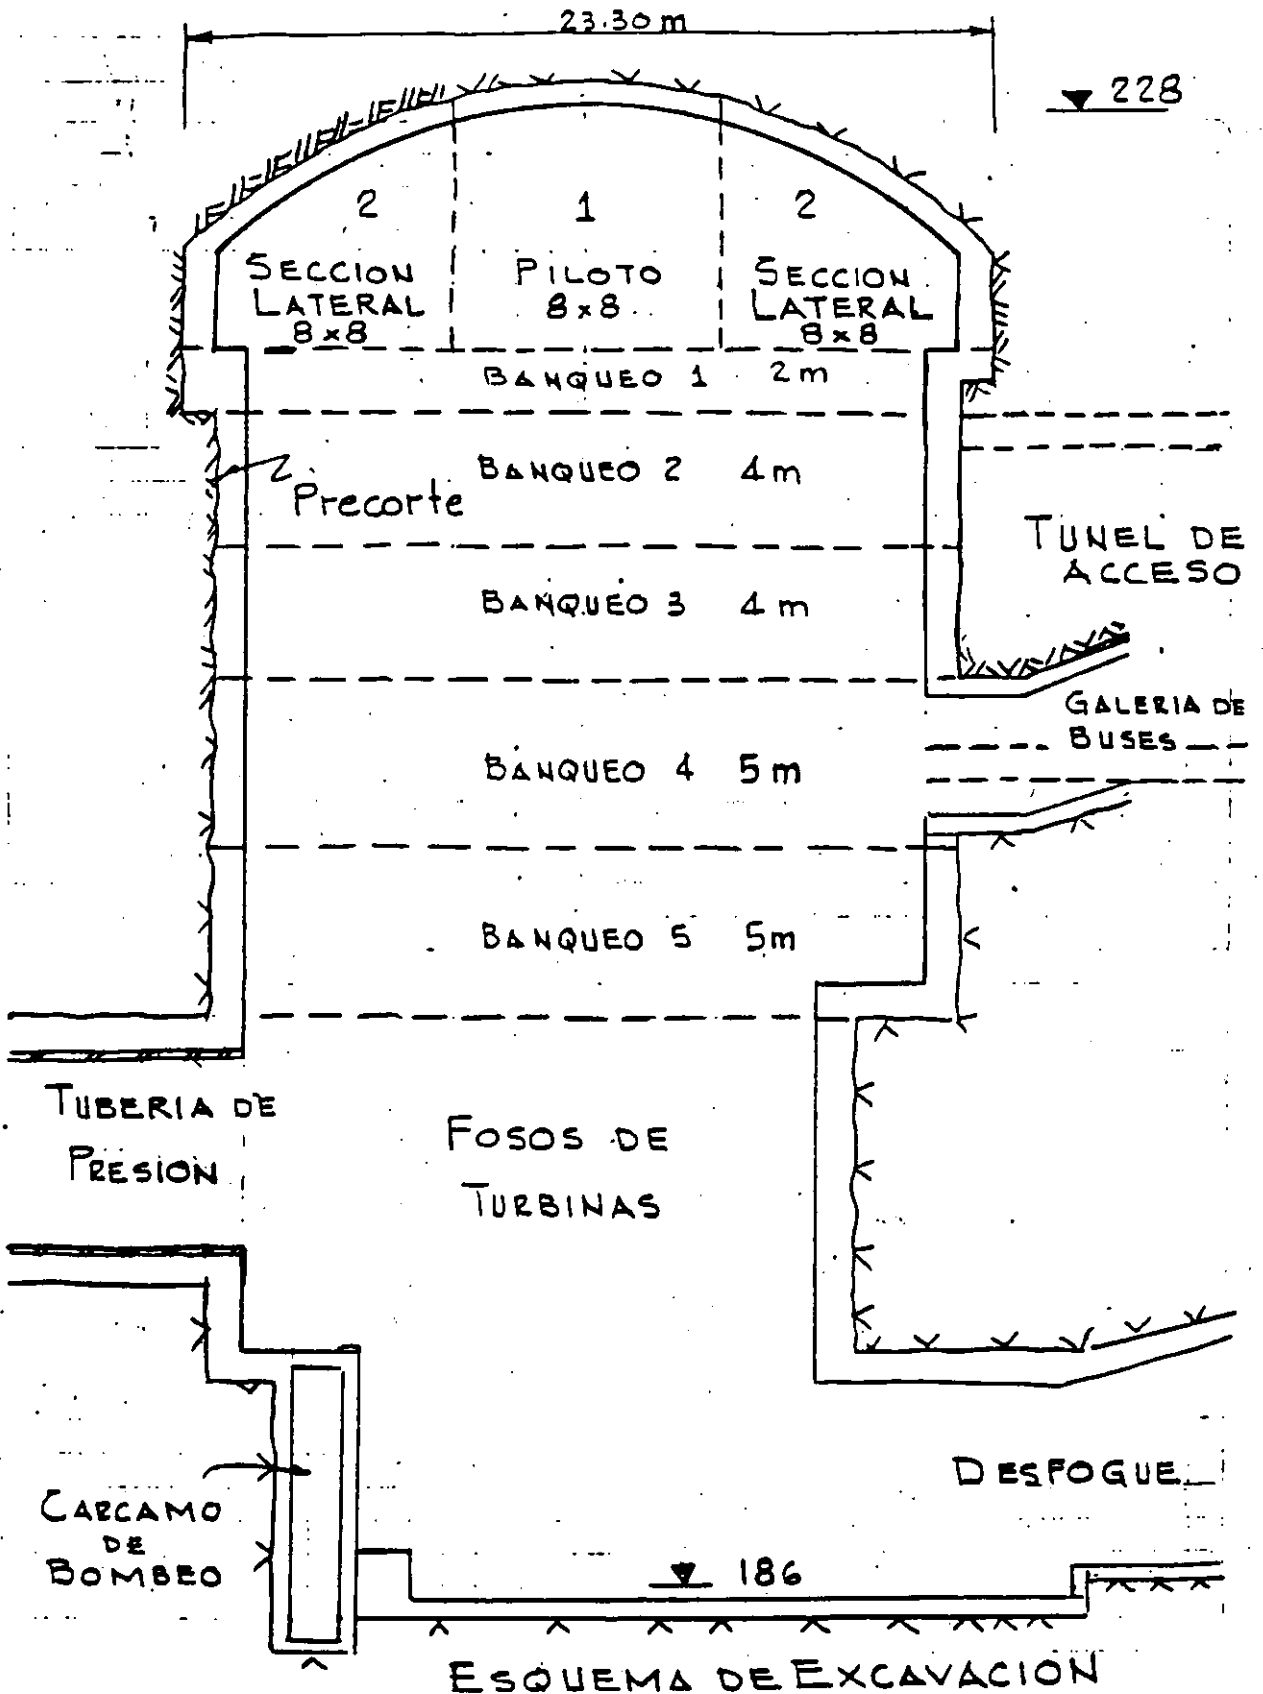 23.30 m
228
2
1
2
SECCION
LATERAL
8x8
PILOTO
8x8
SECCION
LATERAL
8x8
BANQUEO 1 2m
BANQUEO 2 4m
Precorte
TUNEL DE
ACCESO
BANQUEO 3 4m
GALERIA DE
BUSES
BANQUEO 4 5m
BANQUEO 5 5m
TUBERIA DE
PRESION
FOSOS DE
TURBINAS
DESFOGUE
CARCAMO
DE
BOMBEO
186
ESQUEMA DE EXCAVACION